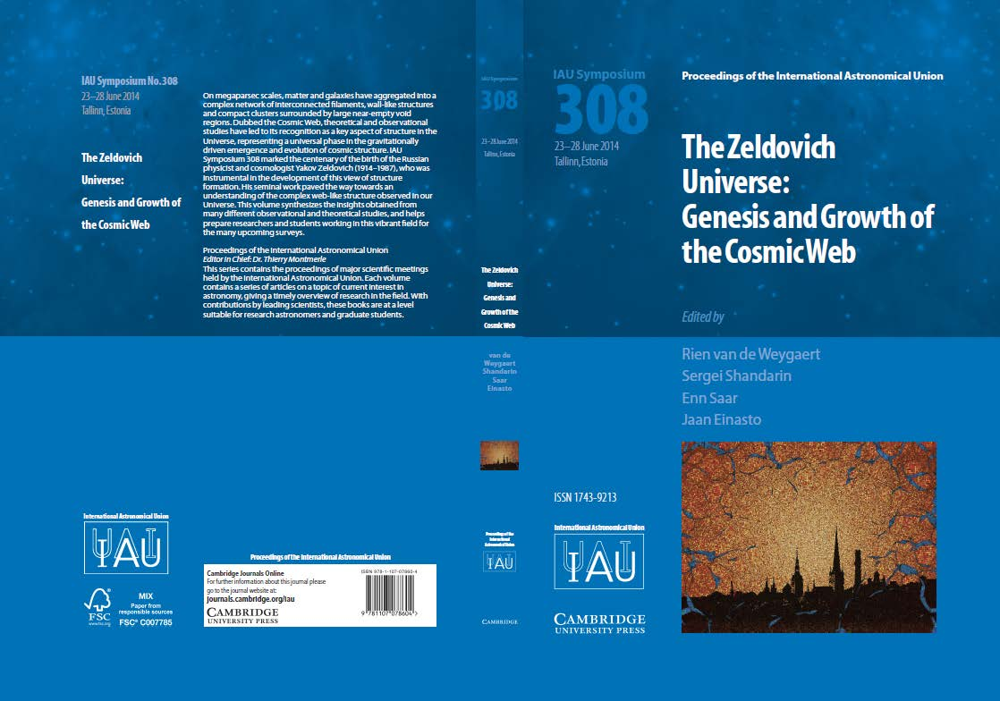 IAU Symposium No. 308
23–28 June 2014
Tallinn, Estonia
The Zeldovich
Universe:
Genesis and Growth of
the Cosmic Web
On megaparsec scales, matter and galaxies have aggregated into a
complex network of interconnected filaments, wall-like structures
and compact clusters surrounded by large near-empty void
regions. Dubbed the Cosmic Web, theoretical and observational
studies have led to its recognition as a key aspect of structure in the
Universe, representing a universal phase in the gravitationally
driven emergence and evolution of cosmic structure. IAU
Symposium 308 marked the centenary of the birth of the Russian
physicist and cosmologist Yakov Zeldovich (1914–1987), who was
instrumental in the development of this view of structure
formation. His seminal work paved the way towards an
understanding of the complex web-like structure observed in our
Universe. This volume synthesizes the insights obtained from
many different observational and theoretical studies, and helps
prepare researchers and students working in this vibrant field for
the many upcoming surveys.
Proceedings of the International Astronomical Union
Editor in Chief: Dr. Thierry Montmerle
This series contains the proceedings of major scientific meetings
held by the International Astronomical Union. Each volume
contains a series of articles on a topic of current interest in
astronomy, giving a timely overview of research in the field. With
contributions by leading scientists, these books are at a level
suitable for research astronomers and graduate students.
International Astronomical Union
IAU
FSC
www.fsc.org
MIX
Paper from
responsible sources
FSC® C007785
Proceedings of the International Astronomical Union
Cambridge Journals Online
For further information about this journal please
go to the journal website at:
journals.cambridge.org/iau
CAMBRIDGE
UNIVERSITY PRESS
ISBN 978-1-107-07860-4
9 781107 078604 >
IAU Symposium
308
23–28 June 2014
Tallinn, Estonia
The Zeldovich
Universe:
Genesis and
Growth of the
Cosmic Web
van de
Weygaert
Shandarin
Saar
Einasto
Proceedings of the
International
Astronomical Union
IAU
CAMBRIDGE
IAU Symposium
308
23–28 June 2014
Tallinn, Estonia
Proceedings of the International Astronomical Union
The Zeldovich
Universe:
Genesis and Growth of
the Cosmic Web
Edited by
Rien van de Weygaert
Sergei Shandarin
Enn Saar
Jaan Einasto
ISSN 1743-9213
International Astronomical Union
IAU
CAMBRIDGE
UNIVERSITY PRESS